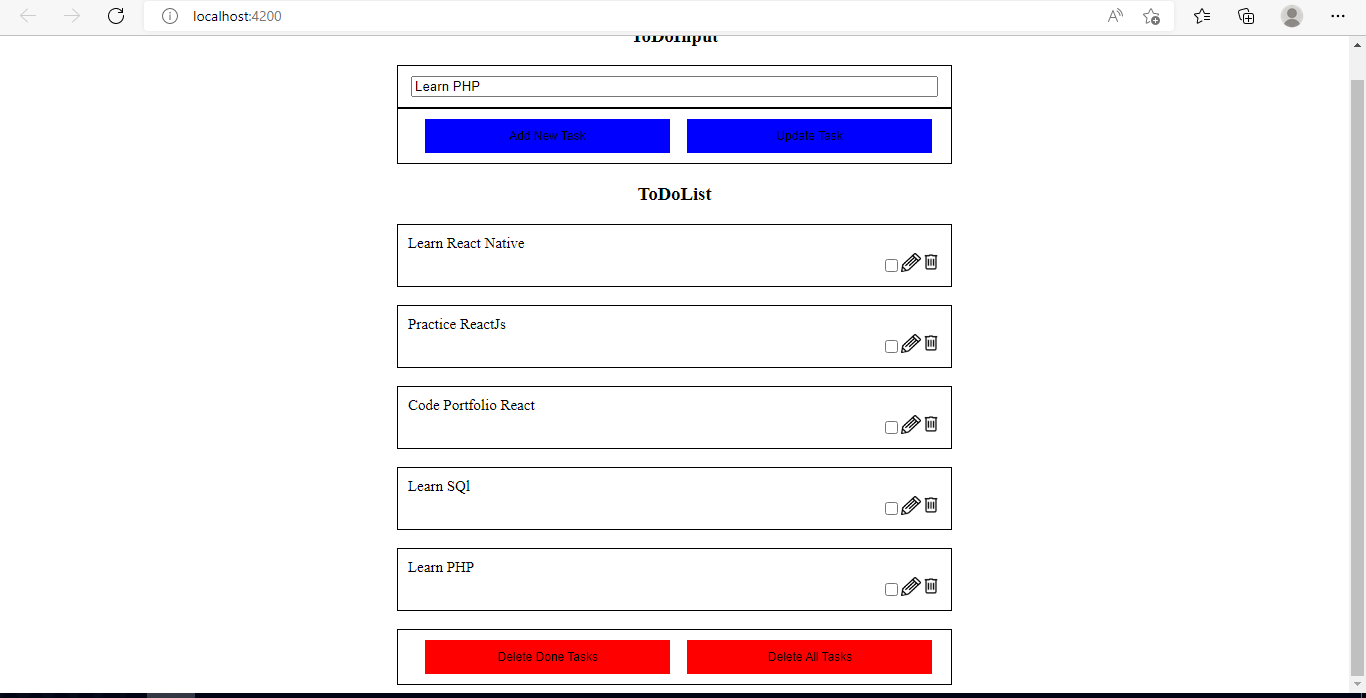 localhost:4200
ToDoInput
Learn PHP
Add New Task
Update Task
ToDoList
Learn React Native
Practice ReactJs
Code Portfolio React
Learn SQl
Learn PHP
Delete Done Tasks
Delete All Tasks